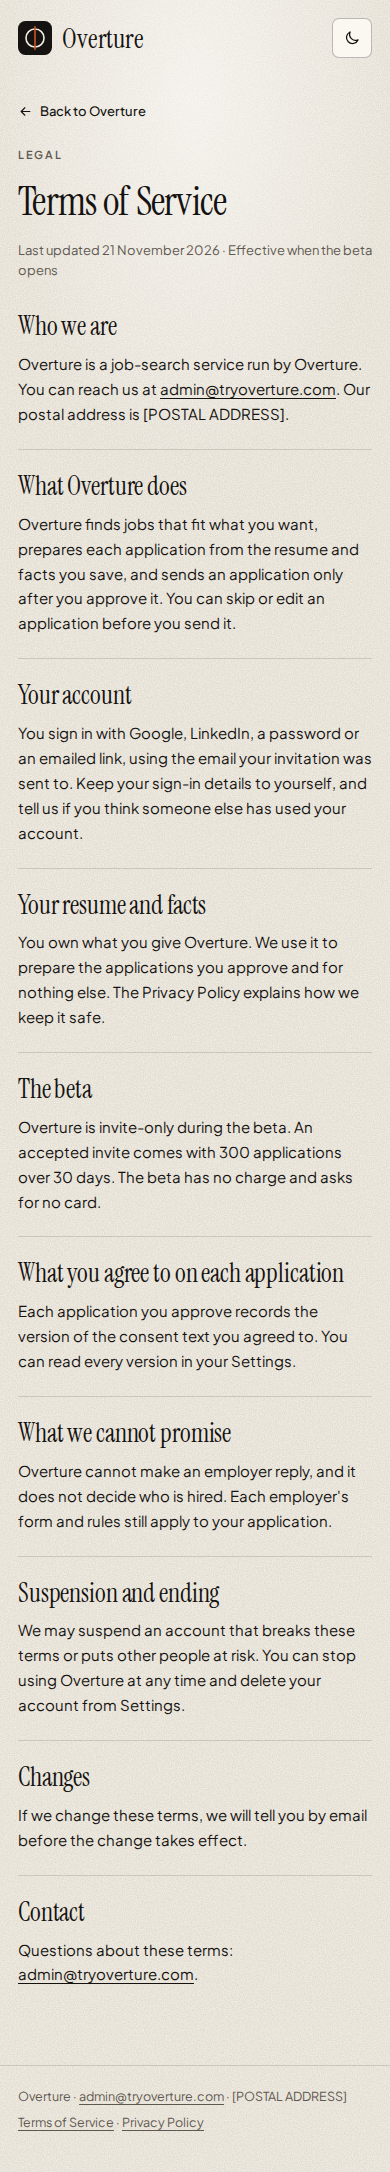 Overture
← Back to Overture
LEGAL
Terms of Service
Last updated 21 November 2026 · Effective when the beta
opens
Who we are
Overture is a job-search service run by Overture.
You can reach us at admin@tryoverture.com. Our
postal address is [POSTAL ADDRESS].
What Overture does
Overture finds jobs that fit what you want,
prepares each application from the resume and
facts you save, and sends an application only
after you approve it. You can skip or edit an
application before you send it.
Your account
You sign in with Google, LinkedIn, a password or
an emailed link, using the email your invitation was
sent to. Keep your sign-in details to yourself, and
tell us if you think someone else has used your
account.
Your resume and facts
You own what you give Overture. We use it to
prepare the applications you approve and for
nothing else. The Privacy Policy explains how we
keep it safe.
The beta
Overture is invite-only during the beta. An
accepted invite comes with 300 applications
over 30 days. The beta has no charge and asks
for no card.
What you agree to on each application
Each application you approve records the
version of the consent text you agreed to. You
can read every version in your Settings.
What we cannot promise
Overture cannot make an employer reply, and it
does not decide who is hired. Each employer's
form and rules still apply to your application.
Suspension and ending
We may suspend an account that breaks these
terms or puts other people at risk. You can stop
using Overture at any time and delete your
account from Settings.
Changes
If we change these terms, we will tell you by email
before the change takes effect.
Contact
Questions about these terms:
admin@tryoverture.com.
Overture · admin@tryoverture.com · [POSTAL ADDRESS]
Terms of Service · Privacy Policy